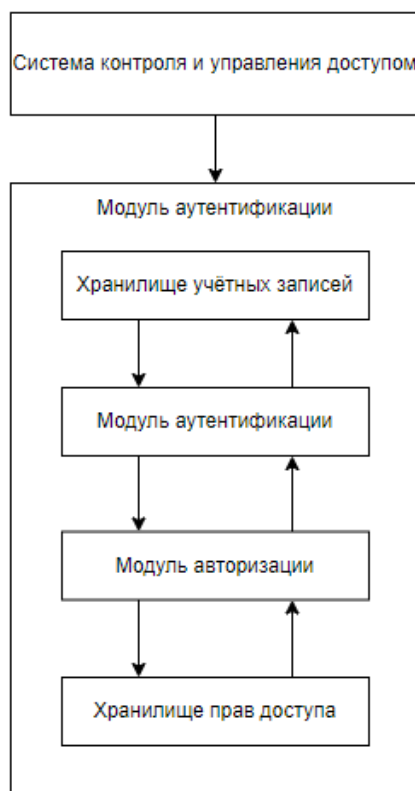 Система контроля и управления доступом
Модуль аутентификации
Хранилище учётных записей
Модуль аутентификации
Модуль авторизации
Хранилище прав доступа